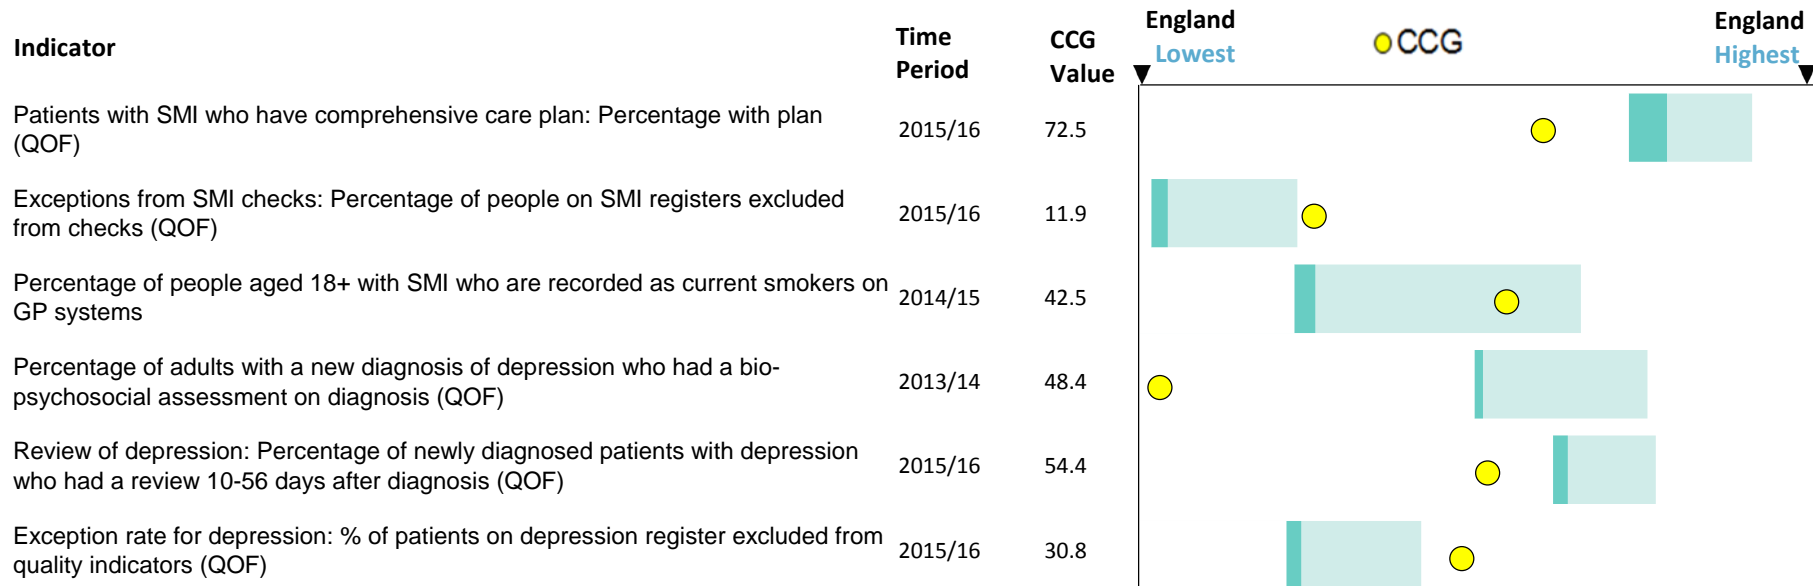 Indicator
Time Period
CCG Value
England Lowest
CCG
England Highest
Patients with SMI who have comprehensive care plan: Percentage with plan
(QOF)
2015/16
72.5
Exceptions from SMI checks: Percentage of people on SMI registers excluded
from checks (QOF)
2015/16
11.9
Percentage of people aged 18+ with SMI who are recorded as current smokers on
GP systems
2014/15
42.5
Percentage of adults with a new diagnosis of depression who had a bio-
psychosocial assessment on diagnosis (QOF)
2013/14
48.4
Review of depression: Percentage of newly diagnosed patients with depression
who had a review 10-56 days after diagnosis (QOF)
2015/16
54.4
Exception rate for depression: % of patients on depression register excluded from
quality indicators (QOF)
2015/16
30.8